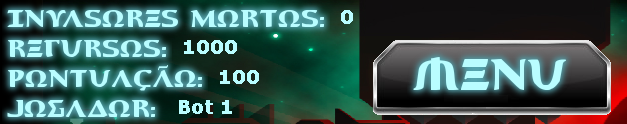 INVASORES MORTOS: 0
RECURSOS: 1000
PONTUAÇÃO: 100
JOGADOR: Bot 1
MENU